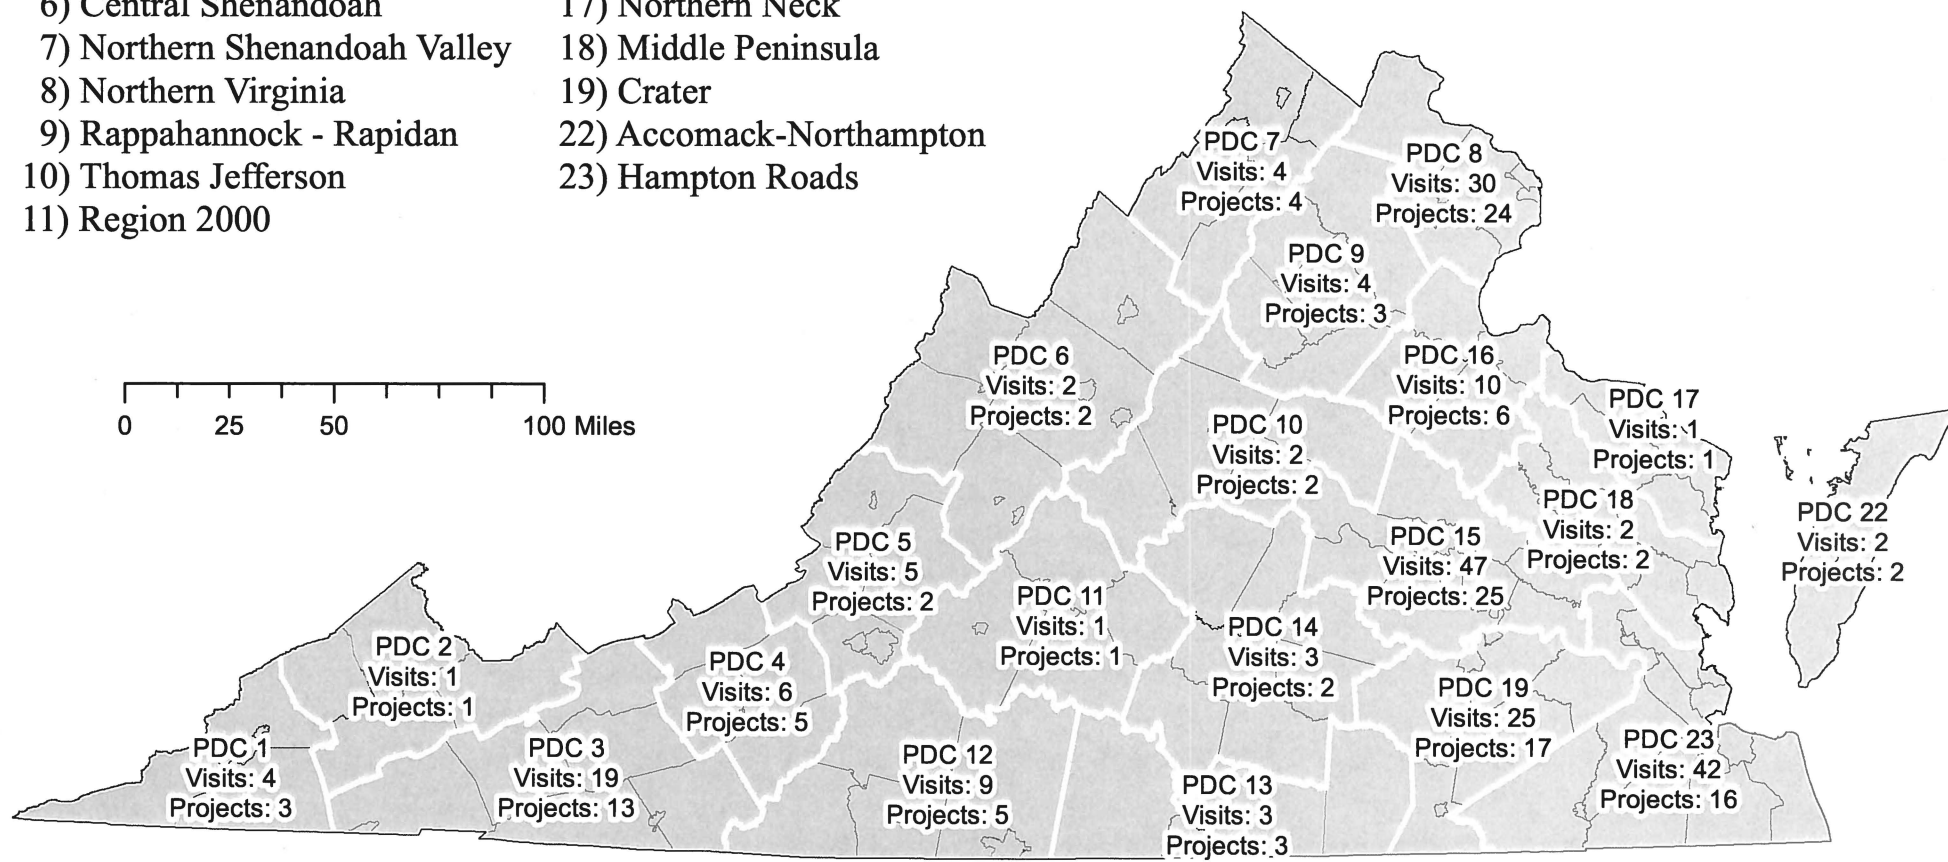 6) Central Shenandoah
7) Northern Shenandoah Valley
8) Northern Virginia
9) Rappahannock - Rapidan
10) Thomas Jefferson
11) Region 2000
17) Northern Neck
18) Middle Peninsula
19) Crater
22) Accomack-Northampton
23) Hampton Roads
0 25 50 100 Miles
PDC 7
Visits: 4
Projects: 4
PDC 8
Visits: 30
Projects: 24
PDC 9
Visits: 4
Projects: 3
PDC 6
Visits: 2
Projects: 2
PDC 16
Visits: 10
Projects: 6
PDC 17
Visits: 1
Projects: 1
PDC 10
Visits: 2
Projects: 2
PDC 18
Visits: 2
Projects: 2
PDC 22
Visits: 2
Projects: 2
PDC 5
Visits: 5
Projects: 2
PDC 15
Visits: 47
Projects: 25
PDC 11
Visits: 1
Projects: 1
PDC 14
Visits: 3
Projects: 2
PDC 2
Visits: 1
Projects: 1
PDC 4
Visits: 6
Projects: 5
PDC 19
Visits: 25
Projects: 17
PDC 1
Visits: 4
Projects: 3
PDC 3
Visits: 19
Projects: 13
PDC 12
Visits: 9
Projects: 5
PDC 13
Visits: 3
Projects: 3
PDC 23
Visits: 42
Projects: 16